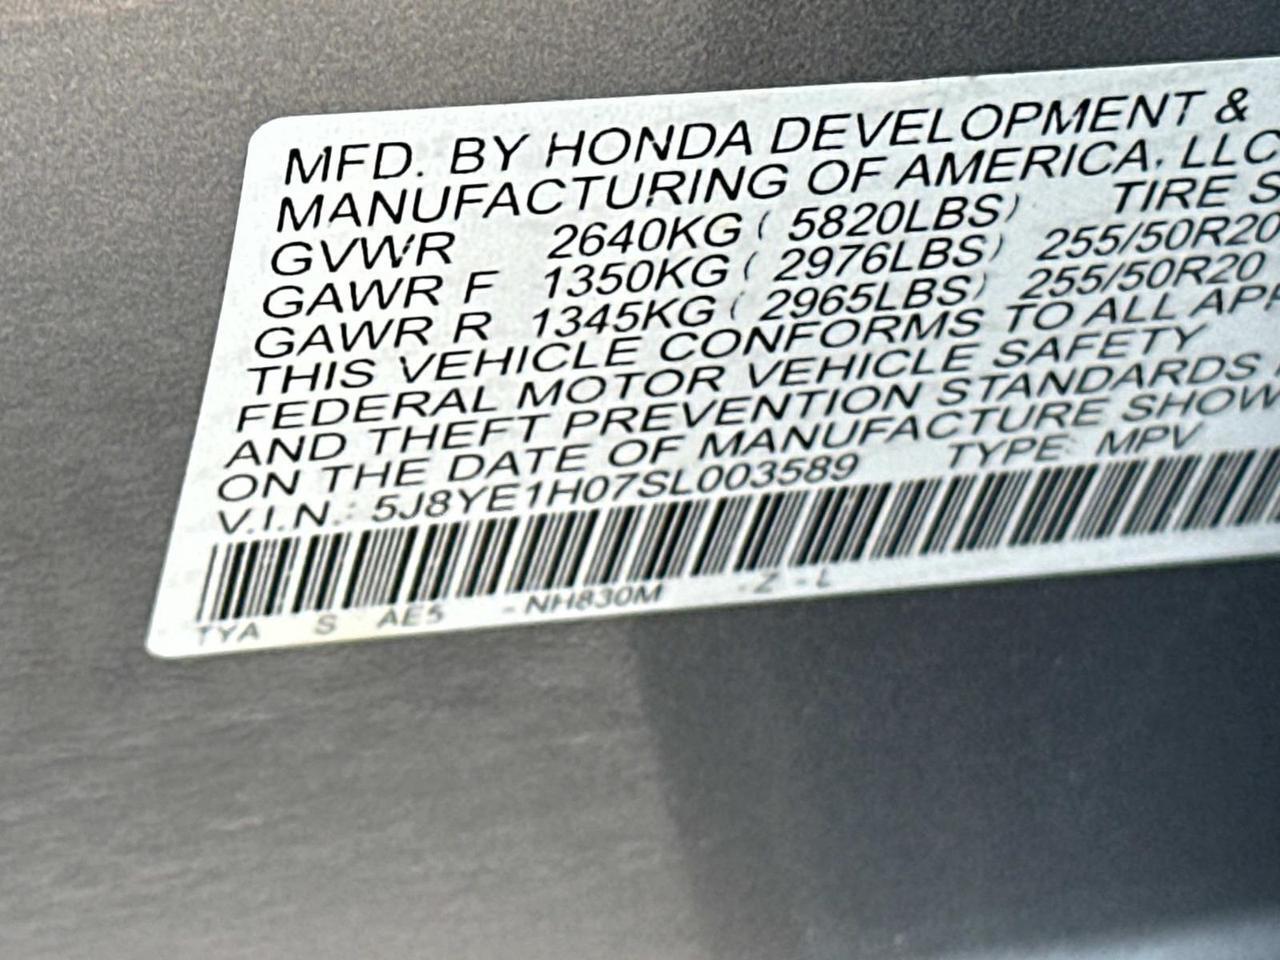 MFD. BY HONDA DEVELOPMENT &
MANUFACTURING OF AMERICA, LLC
TIRE S
GVWR 2640KG ( 5820LBS)
GAWR F 1350KG ( 2976LBS) 255/50R20
GAWR R 1345KG ( 2965LBS) 255/50R20
THIS VEHICLE CONFORMS TO ALL APP
FEDERAL MOTOR VEHICLE SAFETY
AND THEFT PREVENTION STANDARDS
ON THE DATE OF MANUFACTURE SHOW
V.I.N.: 5J8YE1H07SL003589 TYPE: MPV
TYA S AE5 - NH830M - Z - L